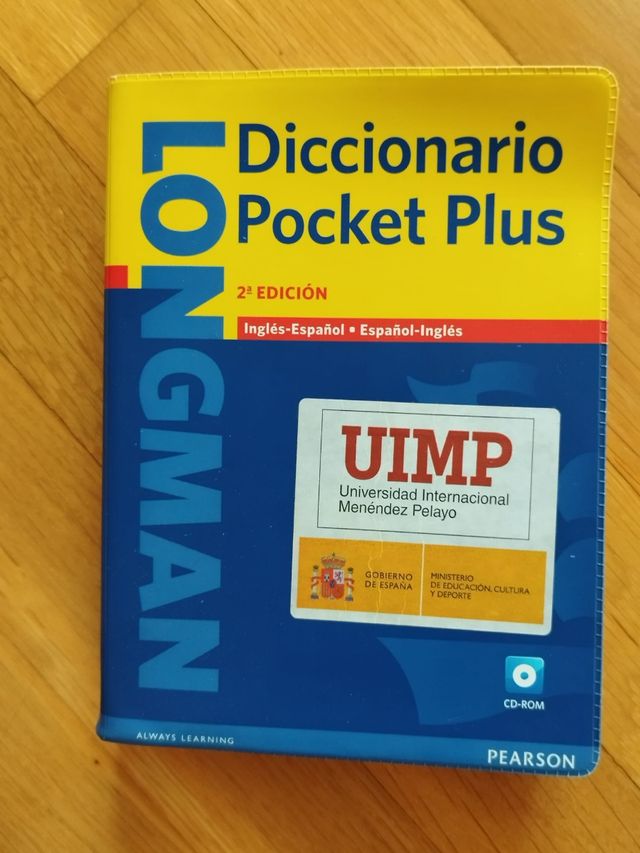 LONGMAN
Diccionario
Pocket Plus
2ª EDICIÓN
Inglés-Español • Español-Inglés
UIMP
Universidad Internacional
Menéndez Pelayo
GOBIERNO
DE ESPAÑA
MINISTERIO
DE EDUCACIÓN, CULTURA
Y DEPORTE
CD-ROM
ALWAYS LEARNING
PEARSON